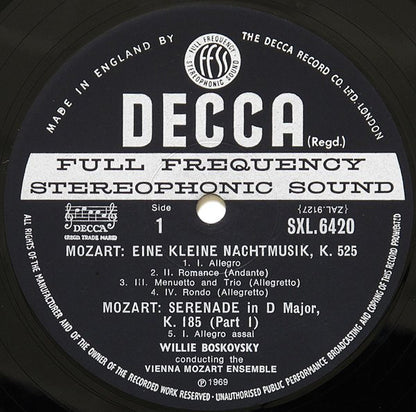 MADE IN ENGLAND BY THE DECCA RECORD CO. LTD. LONDON
FULL FREQUENCY
STEREOPHONIC SOUND
FFSS
DECCA (Regd.)
FULL FREQUENCY
STEREOPHONIC SOUND
DECCA
(REGD. TRADE MARK)
Side
1
{ZAL.9127}
SXL.6420
MOZART: EINE KLEINE NACHTMUSIK, K. 525
1. I. Allegro
2. II. Romance (Andante)
3. III. Menuetto and Trio (Allegretto)
4. IV. Rondo (Allegretto)
MOZART: SERENADE in D Major,
K. 185 (Part I)
5. I. Allegro assai
WILLIE BOSKOVSKY
conducting the
VIENNA MOZART ENSEMBLE
℗ 1969
ALL RIGHTS OF THE MANUFACTURER AND OF THE OWNER OF THE RECORDED WORK RESERVED. UNAUTHORISED PUBLIC PERFORMANCE BROADCASTING AND COPYING OF THIS RECORD PROHIBITED